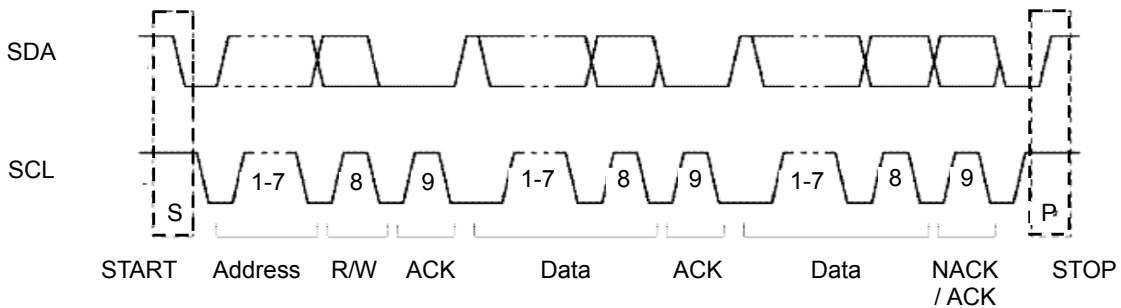 SDA
SCL
1-7 8 9 1-7 8 9 1-7 8 9
S P
START Address R/W ACK Data ACK Data NACK STOP
/ ACK